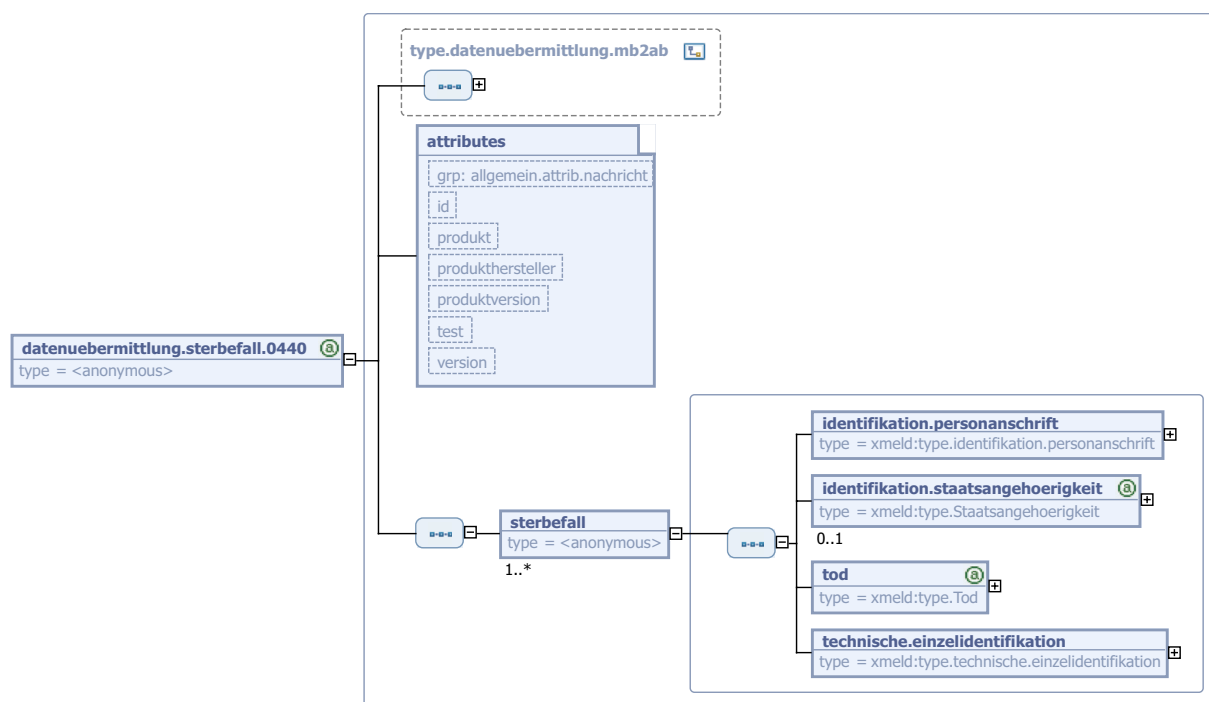 type.datenuebermittlung.mb2ab
attributes
grp: allgemein.attrib.nachricht
id
produkt
produkthersteller
produktversion
test
version
datenuebermittlung.sterbefall.0440 a
type = <anonymous>
sterbefall
type = <anonymous>
1..*
identifikation.personanschrift
type = xmeld:type.identifikation.personanschrift
identifikation.staatsangehoerigkeit a
type = xmeld:type.Staatsangehoerigkeit
0..1
tod a
type = xmeld:type.Tod
technische.einzelidentifikation
type = xmeld:type.technische.einzelidentifikation